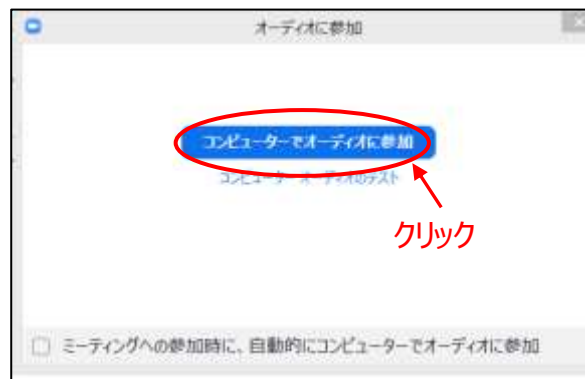 オーディオに参加
コンピューターでオーディオに参加
コンピューター オーディオのテスト
クリック
ミーティングへの参加時に、自動的にコンピューターでオーディオに参加